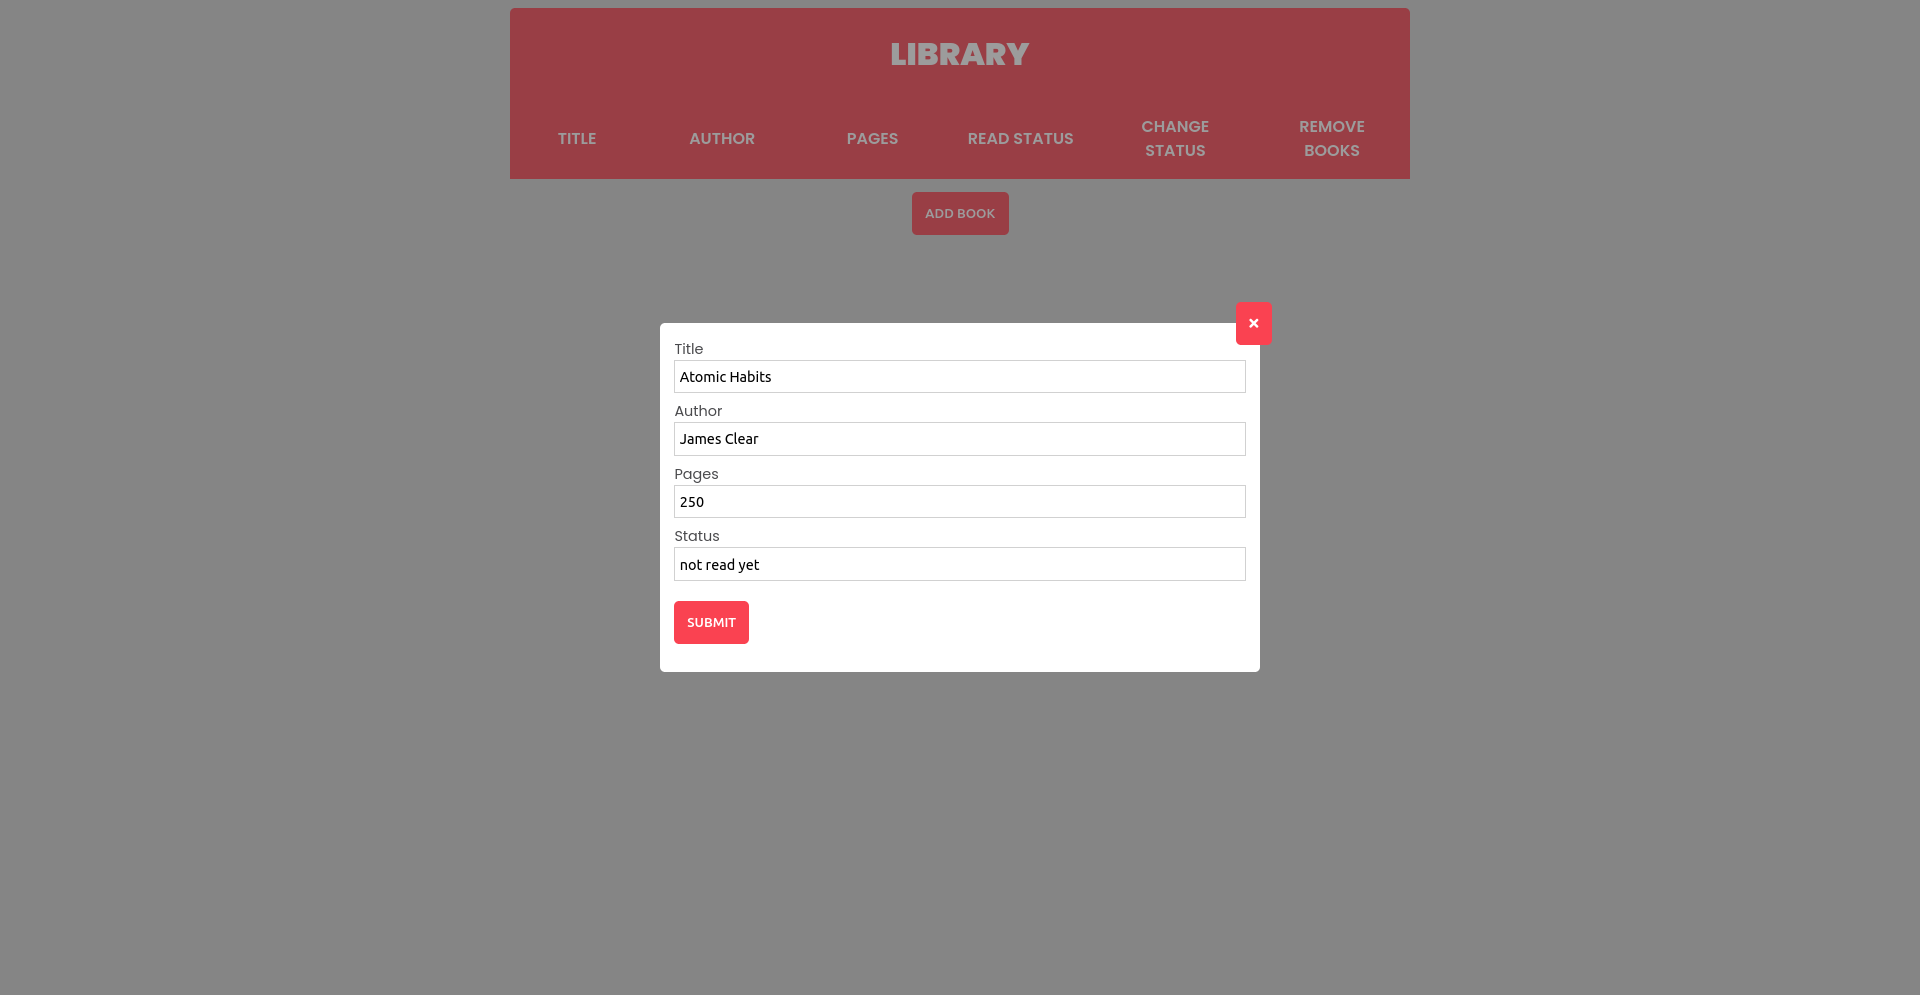 LIBRARY
TITLE AUTHOR PAGES READ STATUS CHANGE STATUS REMOVE BOOKS
ADD BOOK
×
Title
Atomic Habits
Author
James Clear
Pages
250
Status
not read yet
SUBMIT